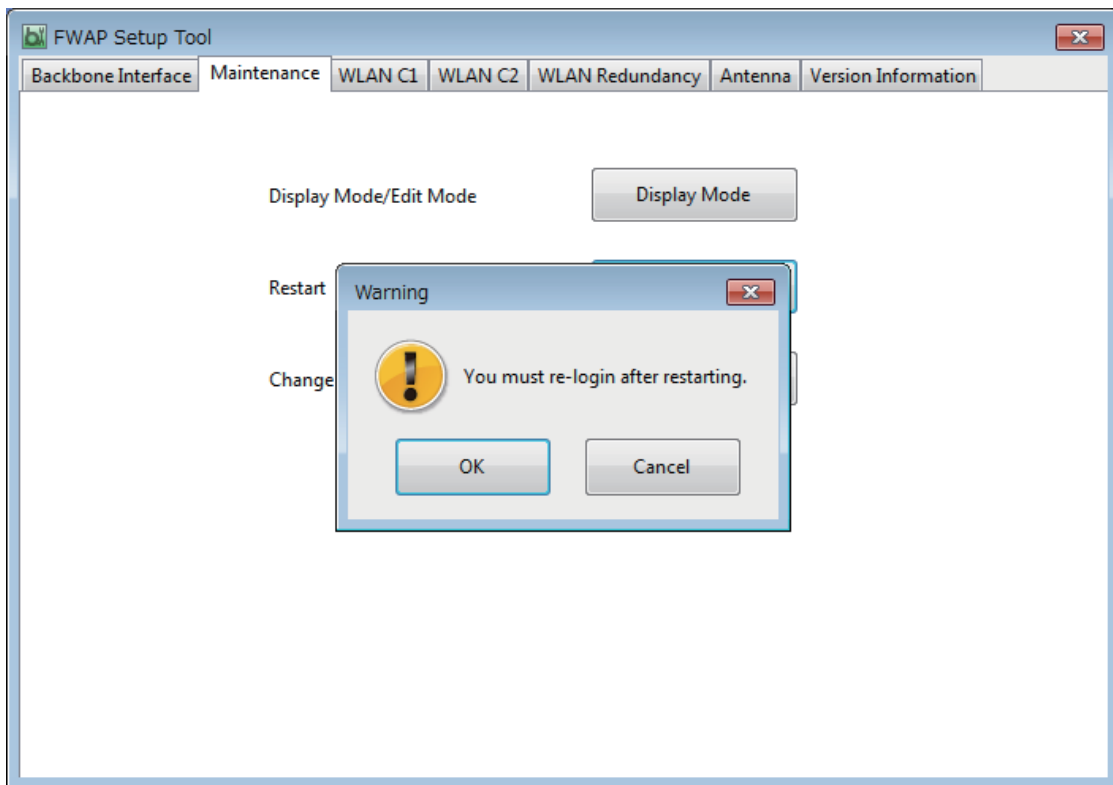 FWAP Setup Tool
Backbone Interface Maintenance WLAN C1 WLAN C2 WLAN Redundancy Antenna Version Information
Display Mode/Edit Mode Display Mode
Restart
Warning
You must re-login after restarting.
Change
OK Cancel